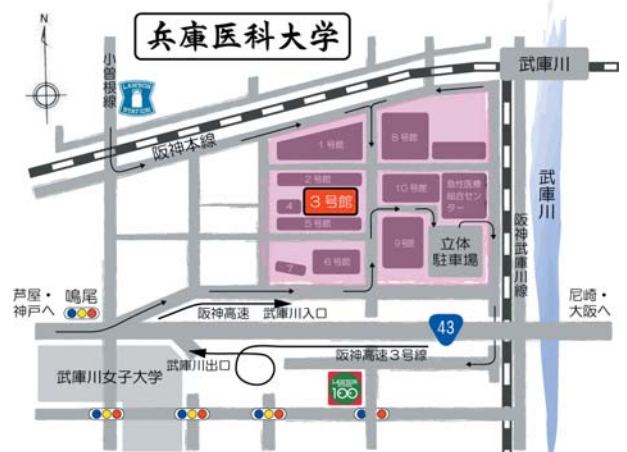 兵庫医科大学
N
小曽根線
LAWSON
STATION
武庫川
阪神本線
1号館
8号館
2号館
4
3号館
5号館
10号館
急性医療
総合セン
ター
9号館
立体
駐車場
7
6号館
武庫川
阪神武庫川線
芦屋・
神戸へ
鳴尾
阪神高速 武庫川入口
43
尼崎・
大阪へ
武庫川出口
阪神高速3号線
武庫川女子大学
LAWSON
STORE
100